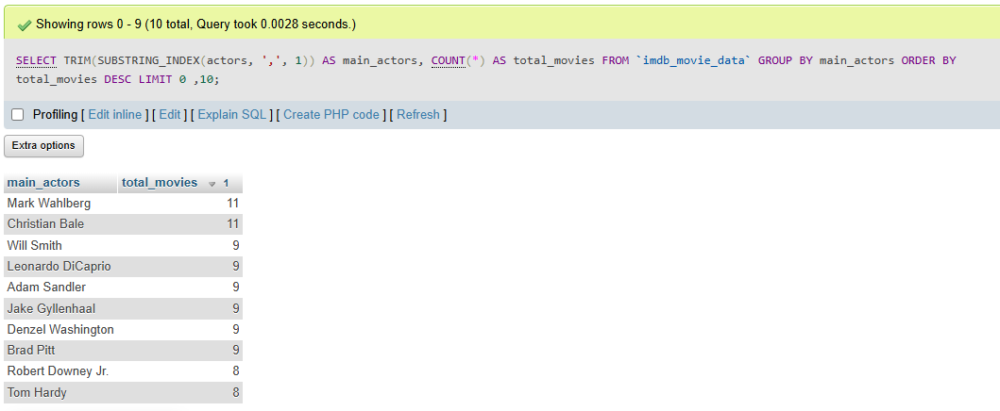 Showing rows 0 - 9 (10 total, Query took 0.0028 seconds.)
SELECT TRIM(SUBSTRING_INDEX(actors, ',', 1)) AS main_actors, COUNT(*) AS total_movies FROM `imdb_movie_data` GROUP BY main_actors ORDER BY
total_movies DESC LIMIT 0 ,10;
Profiling [ Edit inline ] [ Edit ] [ Explain SQL ] [ Create PHP code ] [ Refresh ]
Extra options
main_actors total_movies 1
Mark Wahlberg 11
Christian Bale 11
Will Smith 9
Leonardo DiCaprio 9
Adam Sandler 9
Jake Gyllenhaal 9
Denzel Washington 9
Brad Pitt 9
Robert Downey Jr. 8
Tom Hardy 8